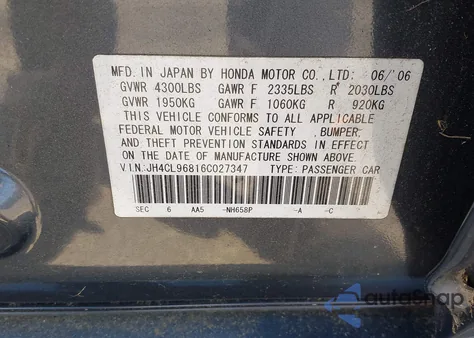 MFD. IN JAPAN BY HONDA MOTOR CO., LTD: 06/06
GVWR 4300LBS GAWR F 2335LBS R 2030LBS
GVWR 1950KG GAWR F 1060KG R 920KG
THIS VEHICLE CONFORMS TO ALL APPLICABLE
FEDERAL MOTOR VEHICLE SAFETY , BUMPER,
AND THEFT PREVENTION STANDARDS IN EFFECT
ON THE DATE OF MANUFACTURE SHOWN ABOVE.
V.I.N:JH4CL96816C027347 TYPE: PASSENGER CAR
SEC 6 AA5 -NH658P -A -C
autosnap